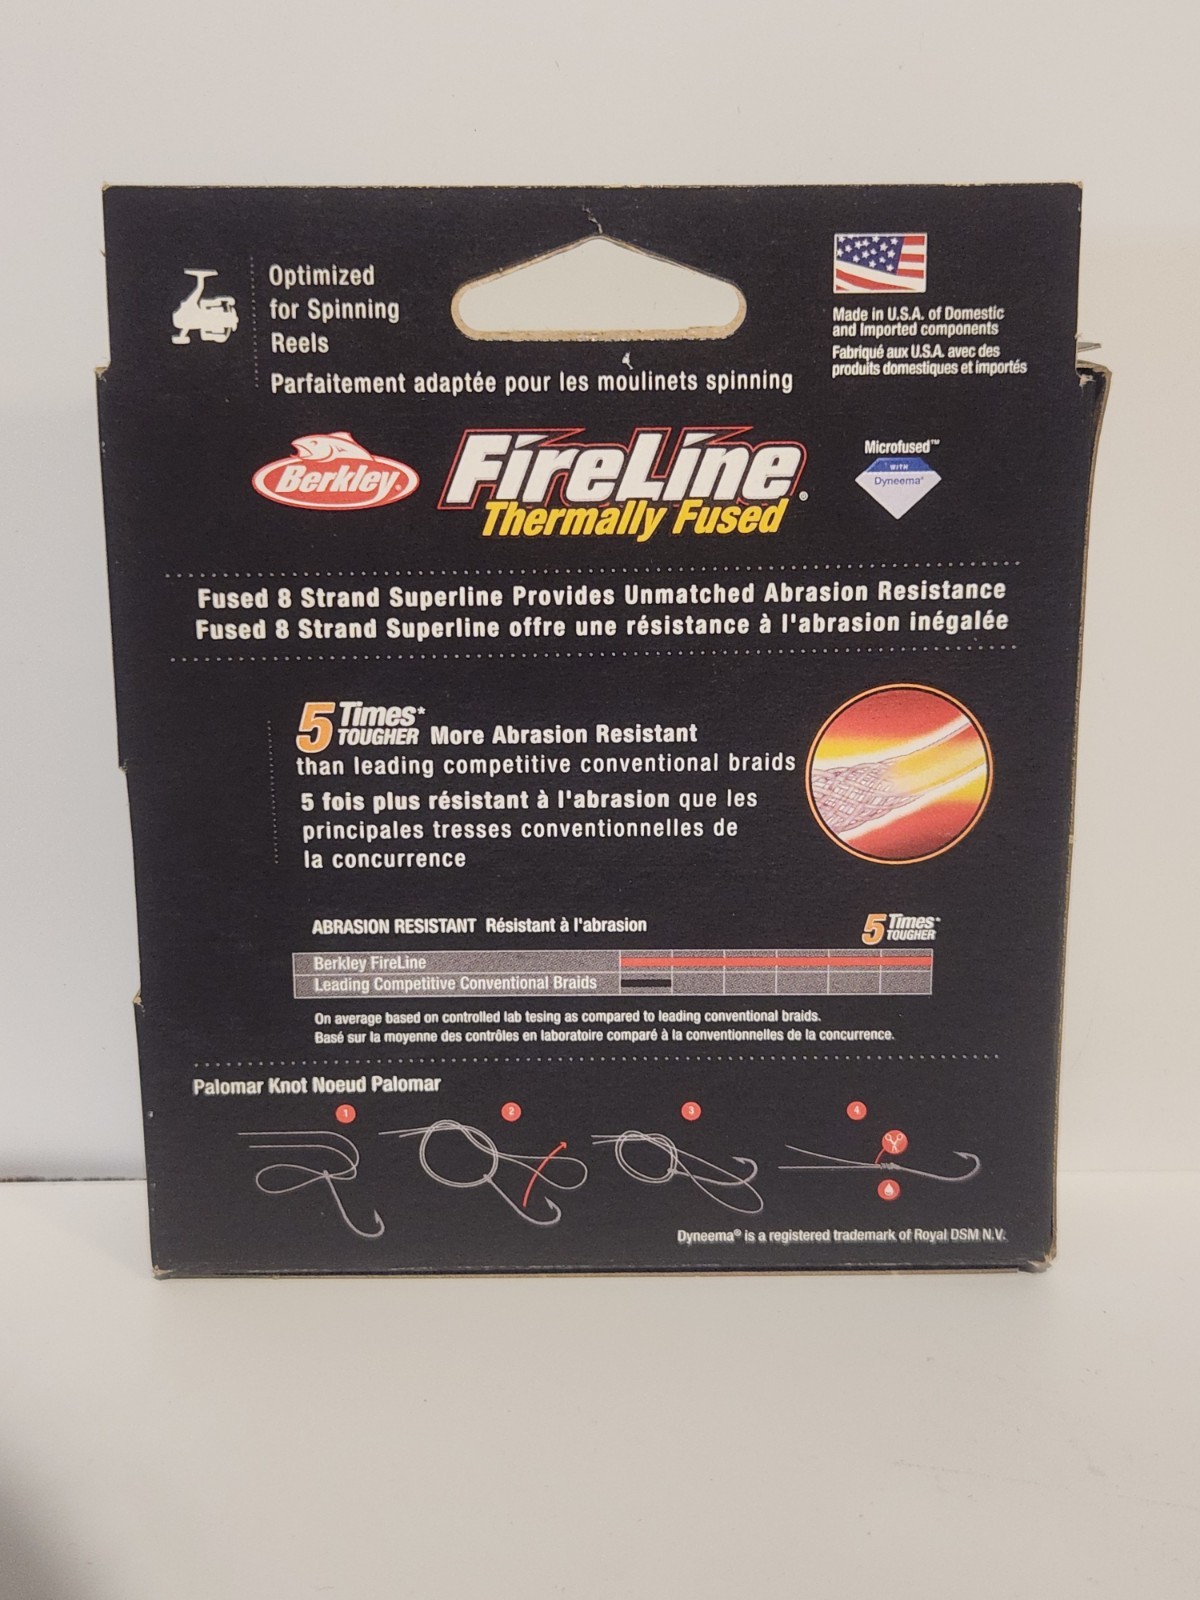 Optimized
for Spinning
Reels
Parfaitement adaptée pour les moulinets spinning
Made in U.S.A. of Domestic
and Imported components
Fabriqué aux U.S.A. avec des
produits domestiques et importés
Berkley
FireLine®
Thermally Fused
Microfused™
WITH
Dyneema®
Fused 8 Strand Superline Provides Unmatched Abrasion Resistance
Fused 8 Strand Superline offre une résistance à l'abrasion inégalée
5 Times*
TOUGHER More Abrasion Resistant
than leading competitive conventional braids
5 fois plus résistant à l'abrasion que les
principales tresses conventionnelles de
la concurrence
ABRASION RESISTANT Résistant à l'abrasion
5 Times*
TOUGHER
Berkley FireLine
Leading Competitive Conventional Braids
On average based on controlled lab tesing as compared to leading conventional braids.
Basé sur la moyenne des contrôles en laboratoire comparé à la conventionnelles de la concurrence.
Palomar Knot Noeud Palomar
1 2 3 4
Dyneema® is a registered trademark of Royal DSM N.V.